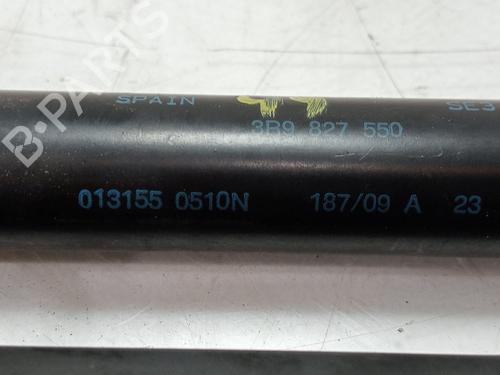 SPAIN SE3
3B9 827 550
013155 0510N 187/09 A 23
B-PARTS